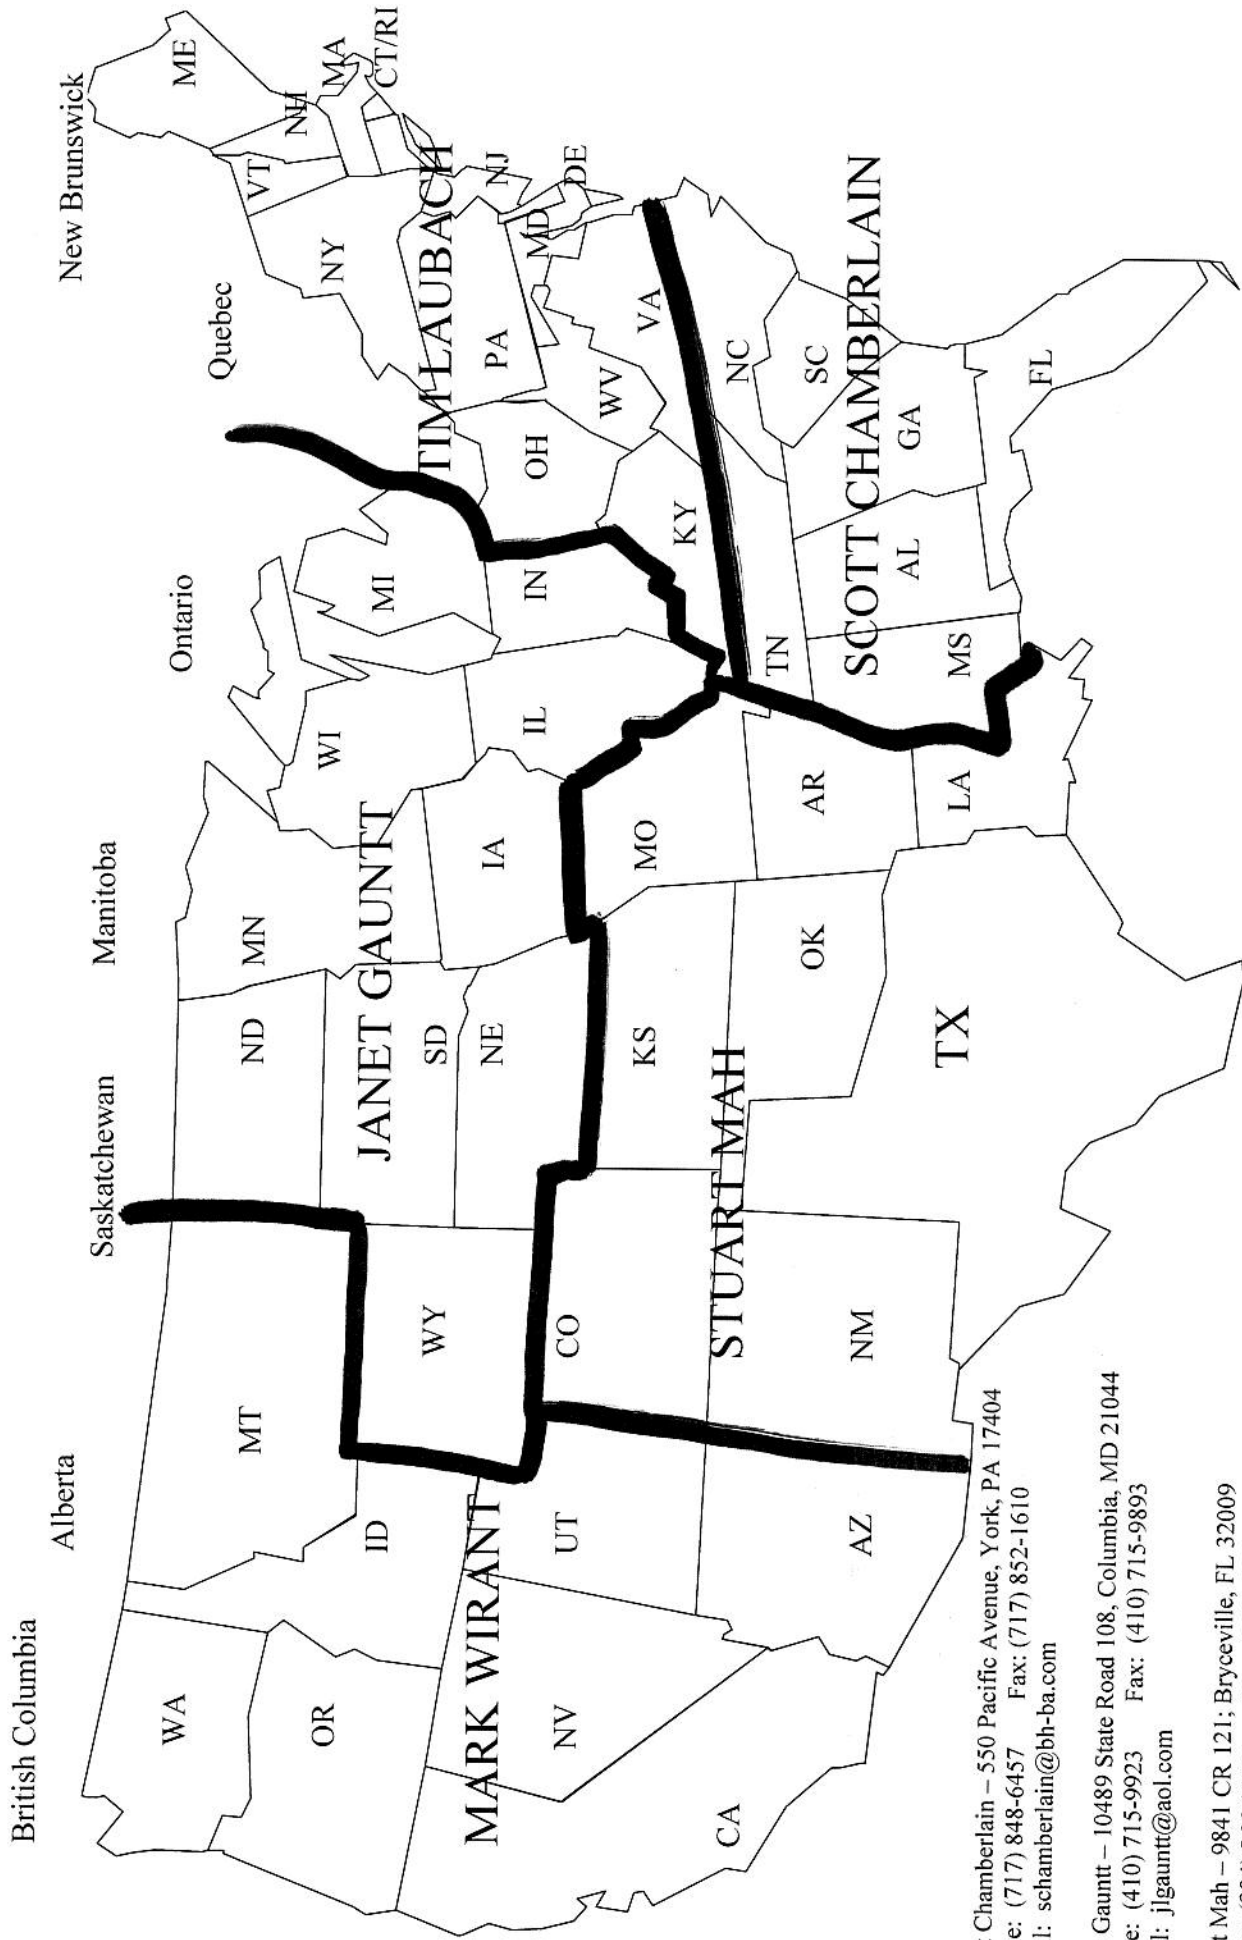 British Columbia
Alberta
Saskatchewan
Manitoba
Ontario
Quebec
New Brunswick
WA
MT
ND
MN
ME
VT
NH
MA
CT/RI
OR
ID
WI
MI
NY
JANET GAUNTT
WY
SD
TIM LAUBACH
MARK WIRANT
NE
IA
PA
NJ
NV
UT
CO
IL
IN
OH
MD
DE
KS
MO
KY
WV
VA
CA
STUART MAH
TN
NC
AZ
NM
OK
AR
SC
SCOTT CHAMBERLAIN
TX
LA
MS
AL
GA
FL
Chamberlain – 550 Pacific Avenue, York, PA 17404
e: (717) 848-6457 Fax: (717) 852-1610
l: schamberlain@bh-ba.com
Gauntt – 10489 State Road 108, Columbia, MD 21044
e: (410) 715-9923 Fax: (410) 715-9893
l: jlgauntt@aol.com
t Mah – 9841 CR 121; Bryceville, FL 32009